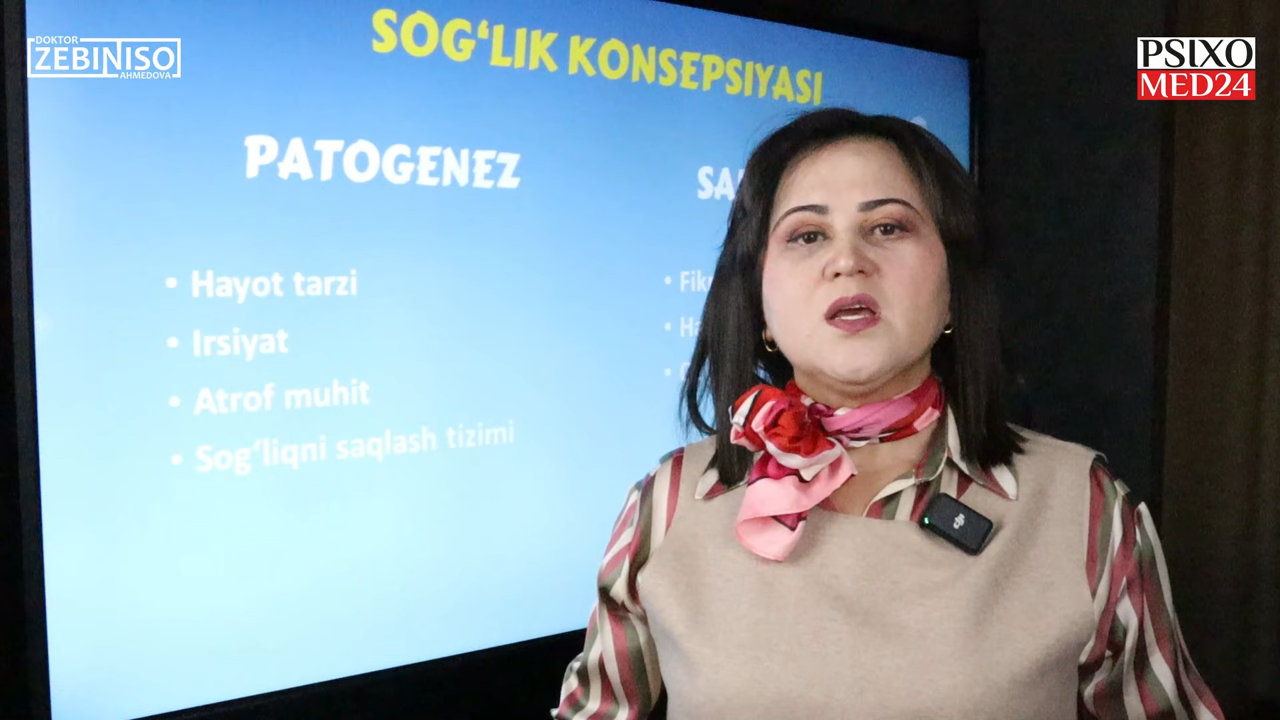 DOKTOR
ZEBINISO
AHMEDOVA
PSIXO
MED24
SOG‘LIK KONSEPSIYASI
PATOGENEZ
• Hayot tarzi
• Irsiyat
• Atrof muhit
• Sog‘liqni saqlash tizimi